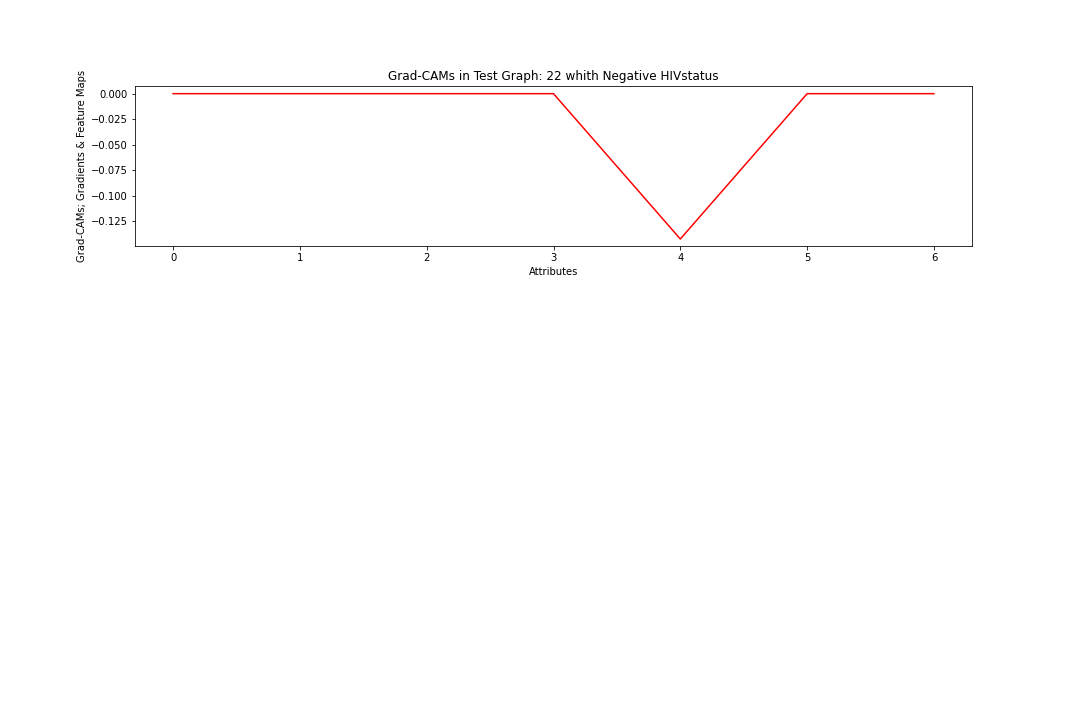 Grad-CAMs in Test Graph: 22 whith Negative HIVstatus
Grad-CAMs; Gradients & Feature Maps
0.000
−0.025
−0.050
−0.075
−0.100
−0.125
0 1 2 3 4 5 6
Attributes